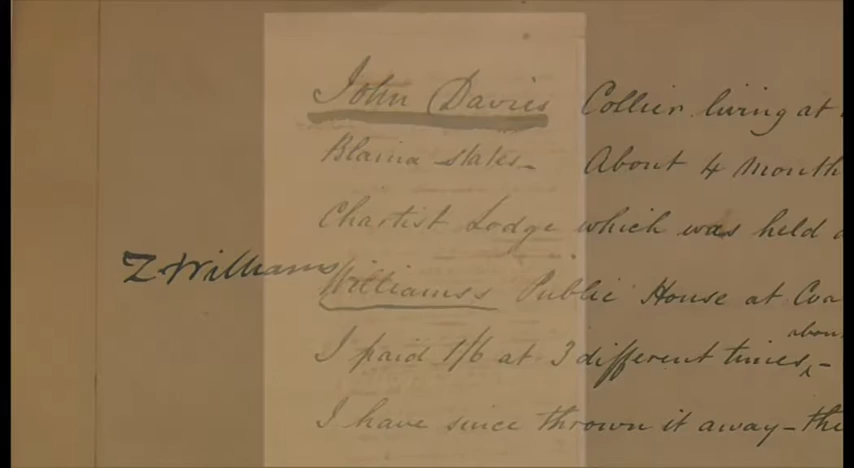 John Davies Collier living at
Blaina states - About 4 Month
Chartist Lodge which was held
Z Williams
Williams's Public House at Coa
about
I paid 1/6 at 3 different times, -
I have since thrown it away - the